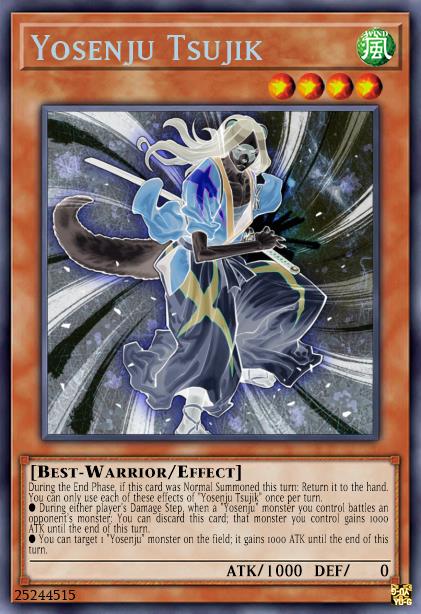 Yosenju Tsujik
WIND
風
[Best-Warrior/Effect]
During the End Phase, if this card was Normal Summoned this turn: Return it to the hand.
You can only use each of these effects of "Yosenju Tsujik" once per turn.
● During either player's Damage Step, when a "Yosenju" monster you control battles an
opponent's monster: You can discard this card; that monster you control gains 1000
ATK until the end of this turn.
● You can target 1 "Yosenju" monster on the field; it gains 1000 ATK until the end of this
turn.
ATK/1000 DEF/ 0
25244515